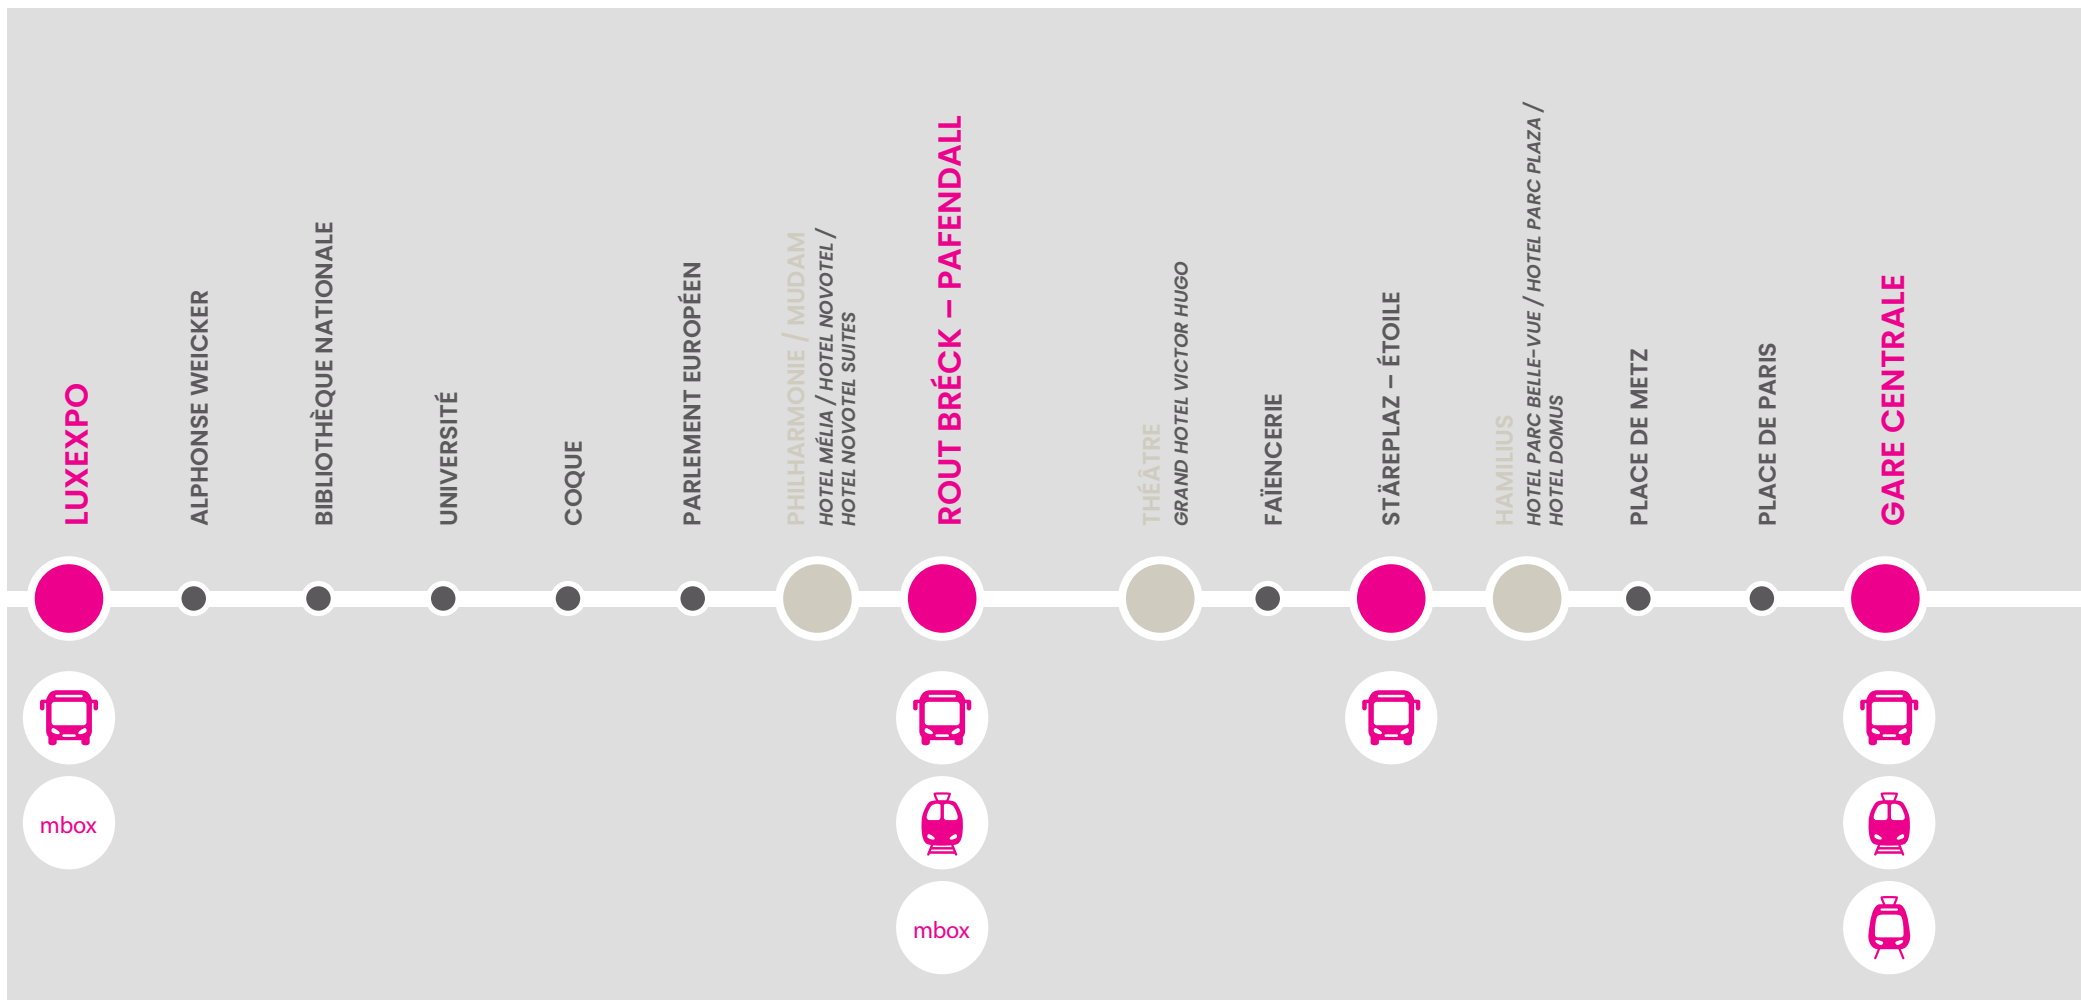 LUXEXPO
ALPHONSE WEICKER
BIBLIOTHÈQUE NATIONALE
UNIVERSITÉ
COQUE
PARLEMENT EUROPÉEN
PHILHARMONIE / MUDAM
HOTEL MÉLIA / HOTEL NOVOTEL /
HOTEL NOVOTEL SUITES
ROUT BRÉCK – PAFENDALL
THÉÂTRE
GRAND HOTEL VICTOR HUGO
FAÏENCERIE
STÄREPLAZ – ÉTOILE
HAMILIUS
HOTEL PARC BELLE-VUE / HOTEL PARC PLAZA /
HOTEL DOMUS
PLACE DE METZ
PLACE DE PARIS
GARE CENTRALE
mbox
mbox